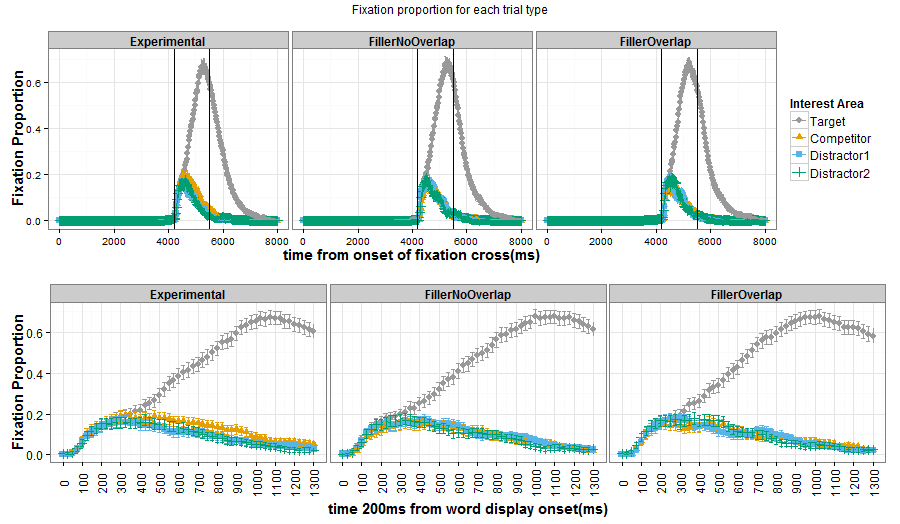 Fixation proportion for each trial type
Experimental FillerNoOverlap FillerOverlap
Fixation Proportion
0.6
0.4
0.2
0.0
0 2000 4000 6000 8000 0 2000 4000 6000 8000 0 2000 4000 6000 8000
time from onset of fixation cross(ms)
Interest Area
Target
Competitor
Distractor1
Distractor2
Experimental FillerNoOverlap FillerOverlap
Fixation Proportion
0.6
0.4
0.2
0.0
0 100 200 300 400 500 600 700 800 900 1000 1100 1200 1300 0 100 200 300 400 500 600 700 800 900 1000 1100 1200 1300 0 100 200 300 400 500 600 700 800 900 1000 1100 1200 1300
time 200ms from word display onset(ms)